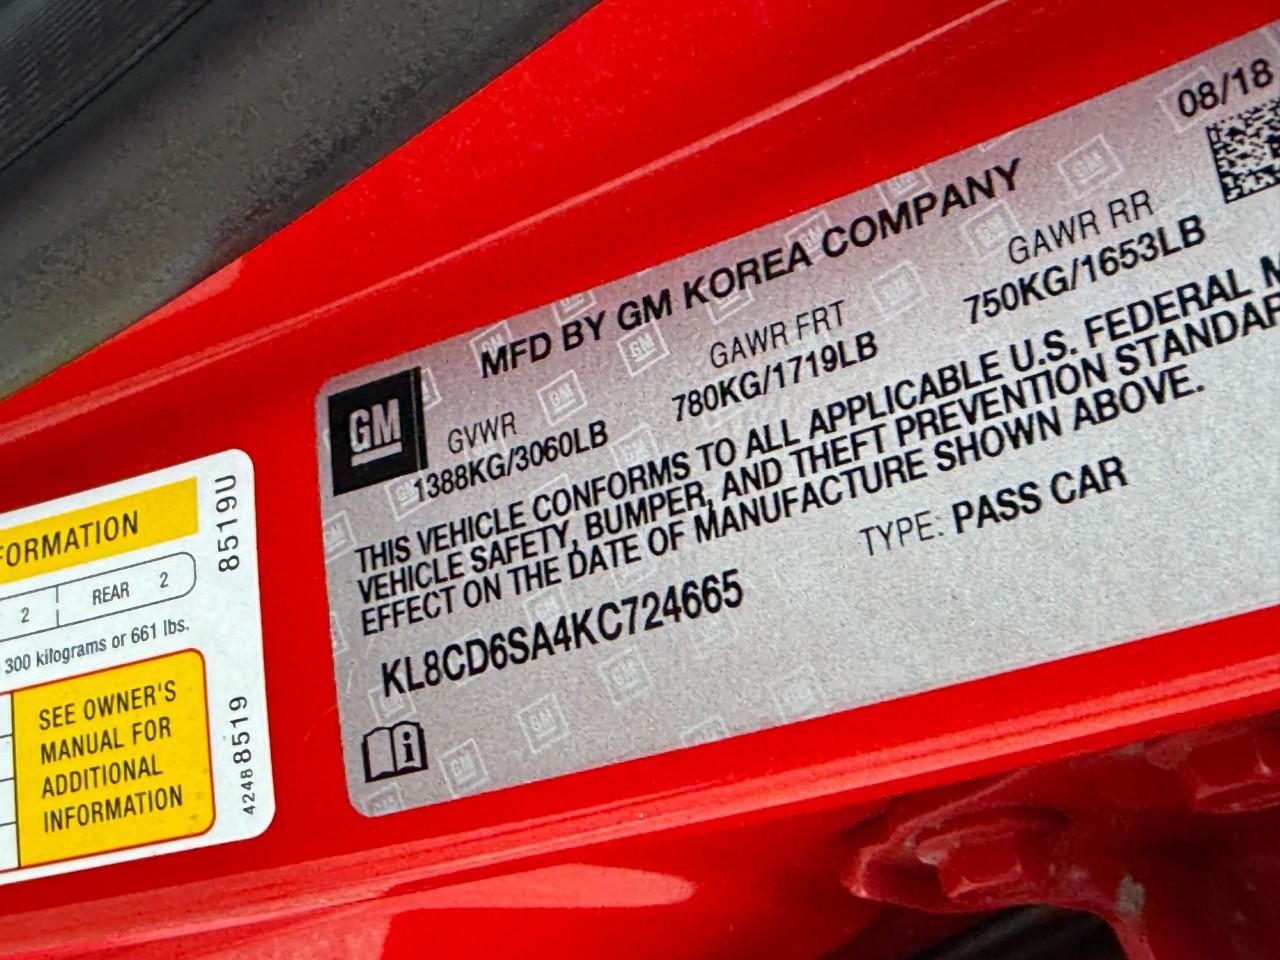 08/18
MFD BY GM KOREA COMPANY
GM
GVWR GAWR FRT GAWR RR
1388KG/3060LB 780KG/1719LB 750KG/1653LB
THIS VEHICLE CONFORMS TO ALL APPLICABLE U.S. FEDERAL M
VEHICLE SAFETY, BUMPER, AND THEFT PREVENTION STANDAR
EFFECT ON THE DATE OF MANUFACTURE SHOWN ABOVE.
TYPE: PASS CAR
KL8CD6SA4KC724665
i
FORMATION
2 REAR 2
300 kilograms or 661 lbs.
SEE OWNER'S
MANUAL FOR
ADDITIONAL
INFORMATION
8519U
42488519